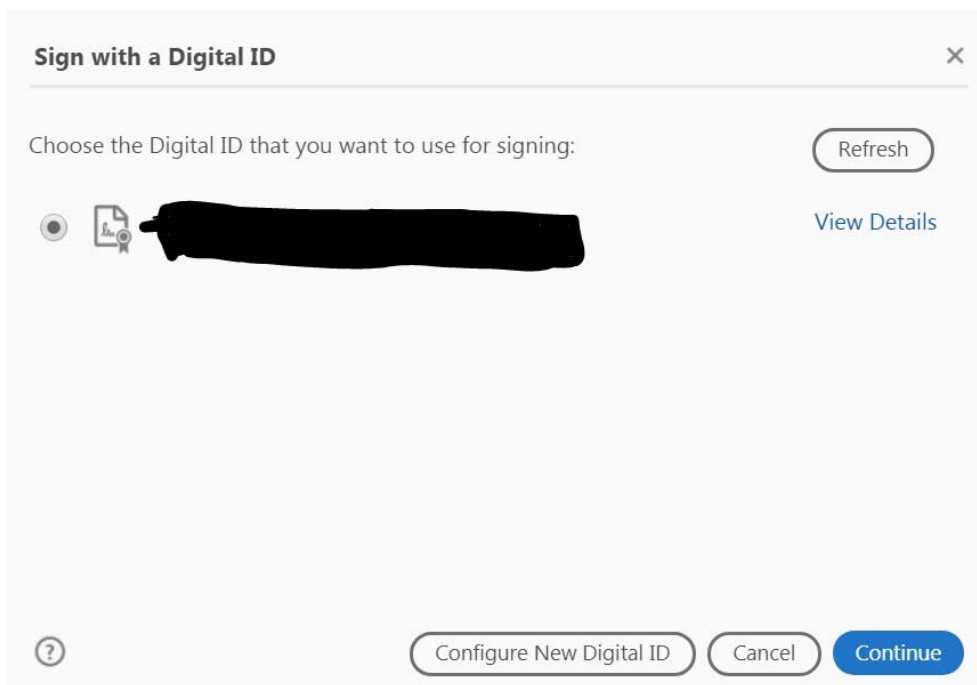 Sign with a Digital ID
Choose the Digital ID that you want to use for signing:
Refresh
View Details
Configure New Digital ID
Cancel
Continue